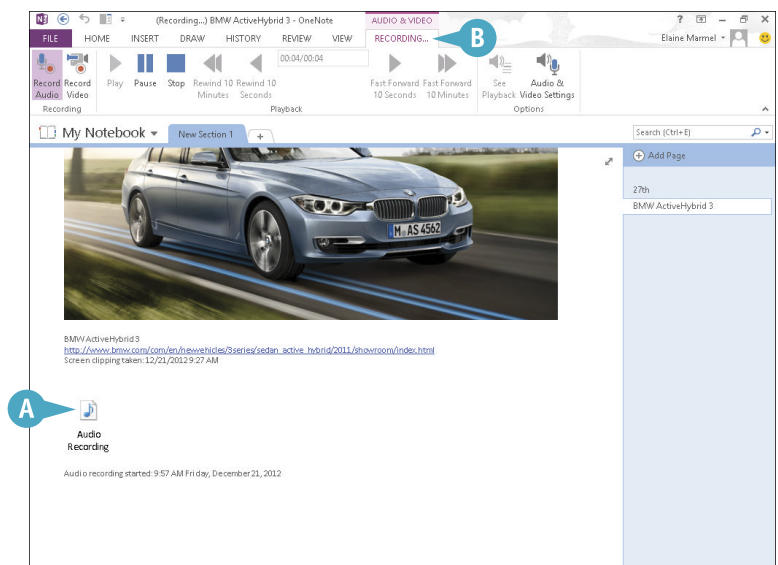 (Recording...) BMW ActiveHybrid 3 - OneNote
AUDIO & VIDEO
?
FILE HOME INSERT DRAW HISTORY REVIEW VIEW RECORDING...
B
Elaine Marmel
00:04/00:04
Record Audio
Record Video
Play
Pause
Stop
Rewind 10 Minutes
Rewind 10 Seconds
Fast Forward 10 Seconds
Fast Forward 10 Minutes
See Playback
Audio & Video Settings
Recording
Playback
Options
My Notebook
New Section 1
+
Search (Ctrl+E)
Add Page
27th
BMW ActiveHybrid 3
M AS 4562
BMW ActiveHybrid 3
http://www.bmw.com/com/en/newvehicles/3series/sedan_active_hybrid/2011/showroom/index.html
Screen clipping taken: 12/21/2012 9:27 AM
A
Audio
Recording
Audio recording started: 9:57 AM Friday, December 21, 2012